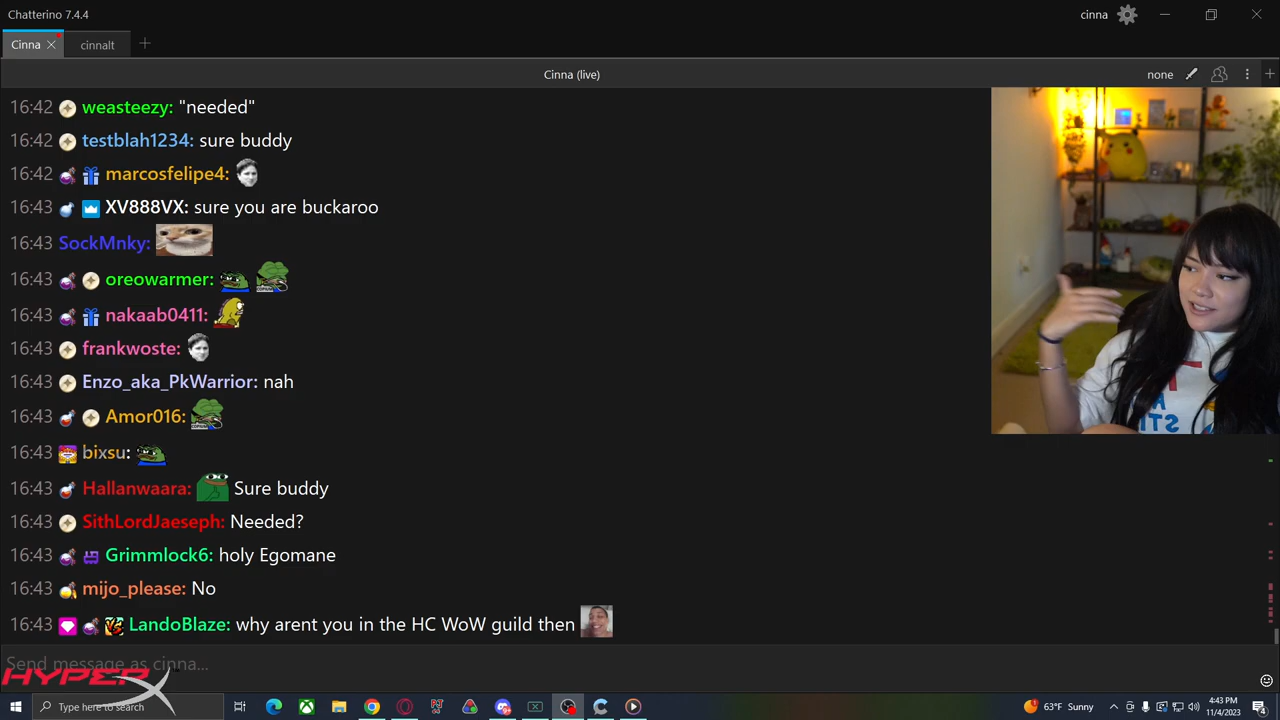 Chatterino 7.4.4
cinna
Cinna
cinnalt
Cinna (live)
none
16:42 weasteezy: "needed"
16:42 testblah1234: sure buddy
16:42 marcosfelipe4:
16:43 XV888VX: sure you are buckaroo
16:43 SockMnky:
16:43 oreowarmer:
16:43 nakaab0411:
16:43 frankwoste:
16:43 Enzo_aka_PkWarrior: nah
16:43 Amor016:
16:43 bixsu:
16:43 Hallanwaara: Sure buddy
16:43 SithLordJaeseph: Needed?
16:43 Grimmlock6: holy Egomane
16:43 mijo_please: No
16:43 LandoBlaze: why arent you in the HC WoW guild then
Send message as cinna...
HYPERX
Type here to search
63°F Sunny
4:43 PM
11/4/2023